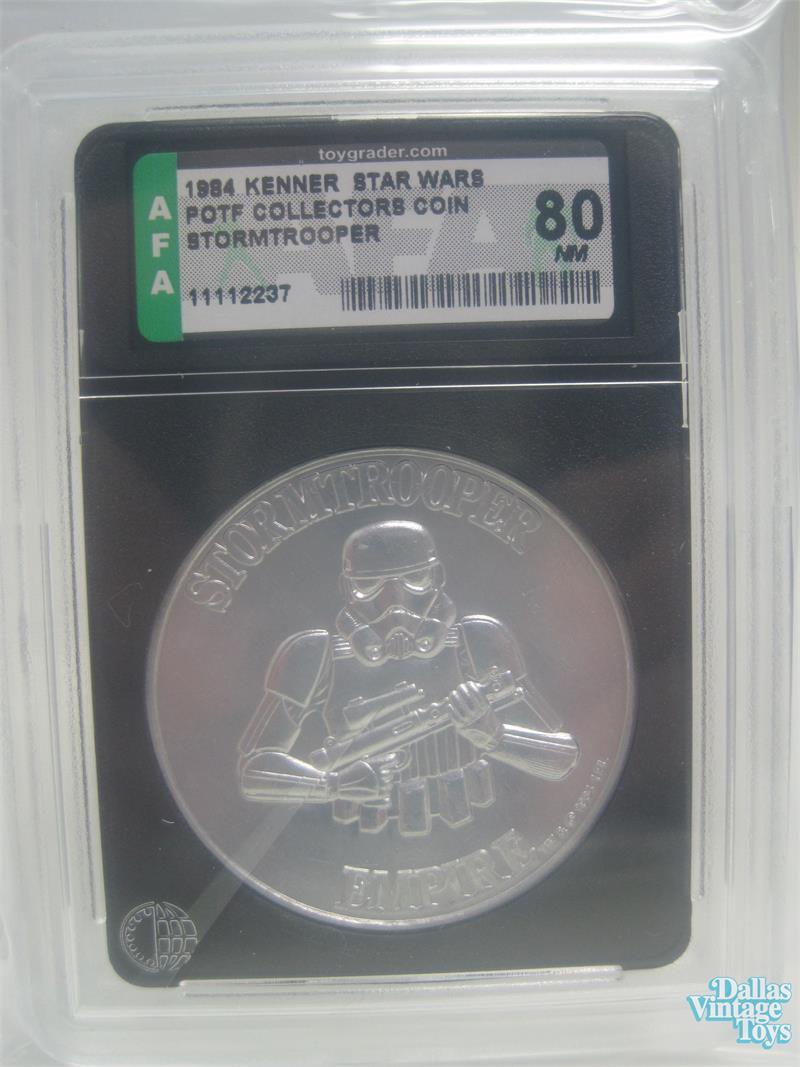 toygrader.com
AFA
1984 KENNER STAR WARS
POTF COLLECTORS COIN
STORMTROOPER
80
NM
11112237
STORMTROOPER
EMPIRE
Dallas
Vintage
Toys